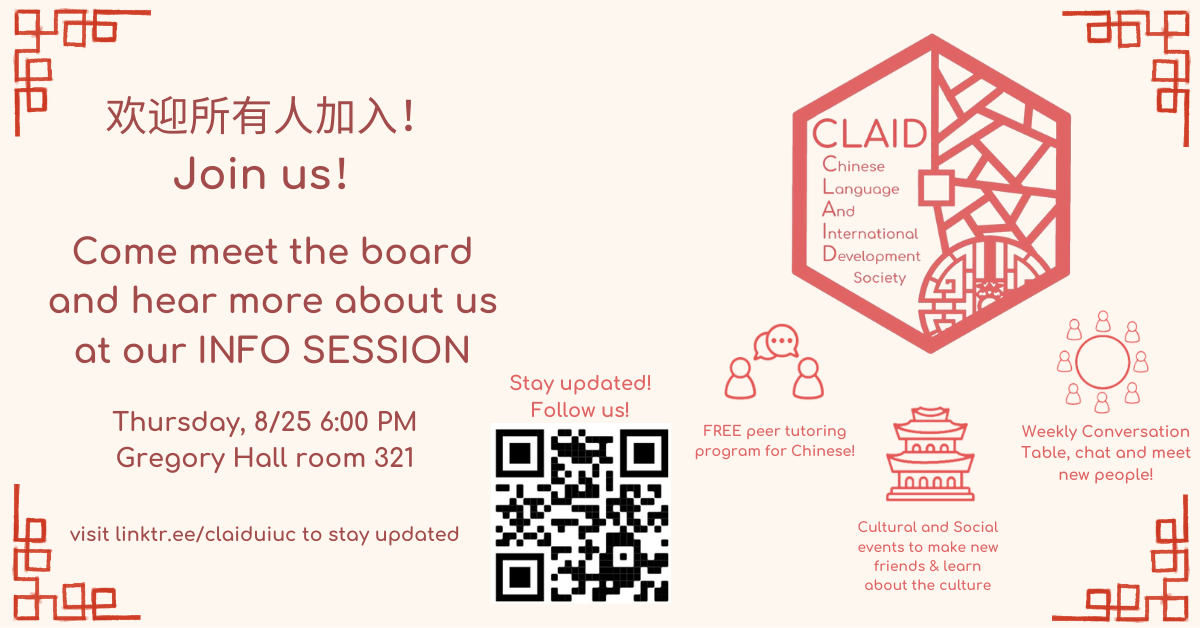 欢迎所有人加入！
Join us!
Come meet the board
and hear more about us
at our INFO SESSION
Thursday, 8/25 6:00 PM
Gregory Hall room 321
visit linktr.ee/claiduiuc to stay updated
Stay updated!
Follow us!
CLAID
Chinese
Language
And
International
Development
Society
FREE peer tutoring
program for Chinese!
Cultural and Social
events to make new
friends & learn
about the culture
Weekly Conversation
Table, chat and meet
new people!